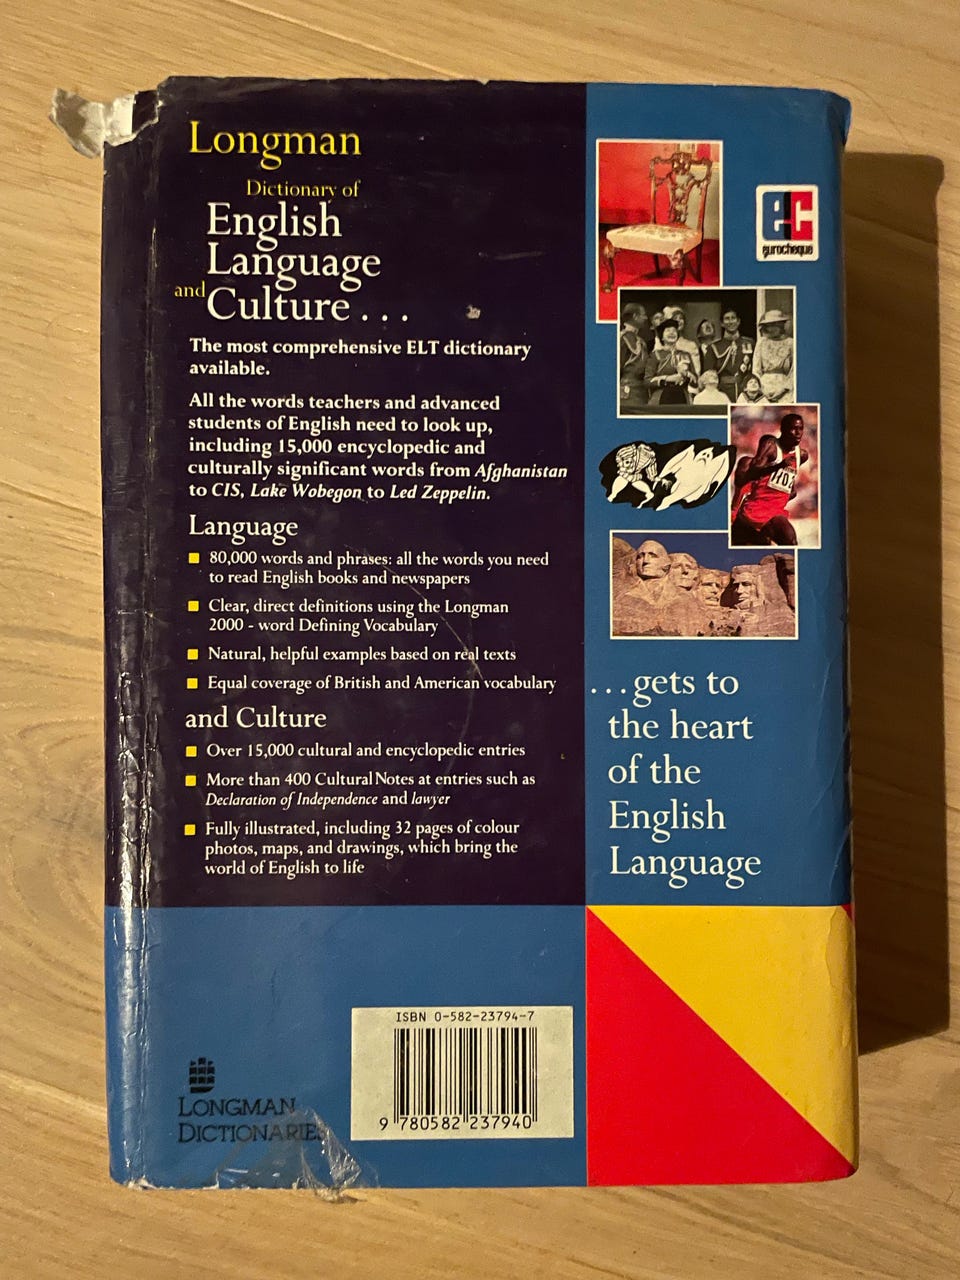 Longman
Dictionary of
English
Language
and Culture . . .
The most comprehensive ELT dictionary
available.
All the words teachers and advanced
students of English need to look up,
including 15,000 encyclopedic and
culturally significant words from Afghanistan
to CIS, Lake Wobegon to Led Zeppelin.
Language
80,000 words and phrases: all the words you need
to read English books and newspapers
Clear, direct definitions using the Longman
2000 - word Defining Vocabulary
Natural, helpful examples based on real texts
Equal coverage of British and American vocabulary
and Culture
Over 15,000 cultural and encyclopedic entries
More than 400 Cultural Notes at entries such as
Declaration of Independence and lawyer
Fully illustrated, including 32 pages of colour
photos, maps, and drawings, which bring the
world of English to life
ec
eurocheque
. . . gets to
the heart
of the
English
Language
ISBN 0-582-23794-7
9 780582 237940
LONGMAN
DICTIONARIES